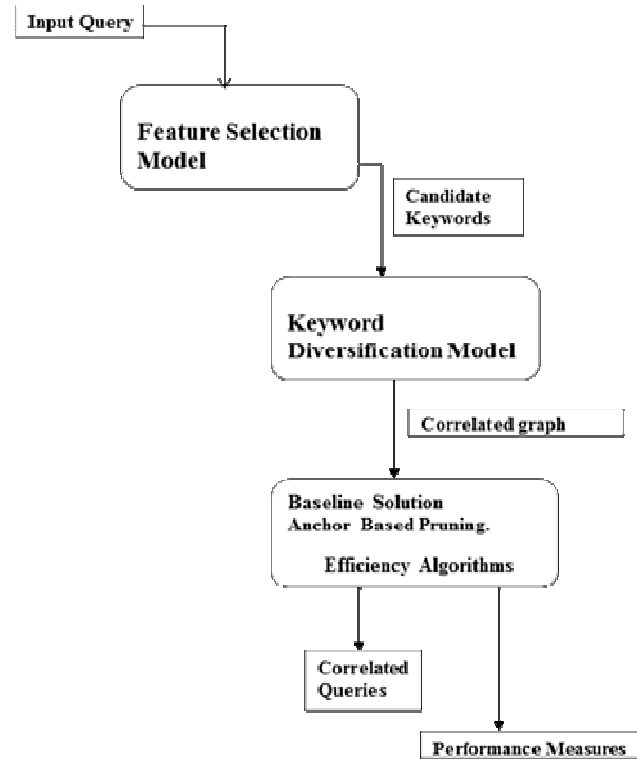 Input Query
Feature Selection
Model
Candidate
Keywords
Keyword
Diversification Model
Correlated graph
Baseline Solution
Anchor Based Pruning.
Efficiency Algorithms
Correlated
Queries
Performance Measures